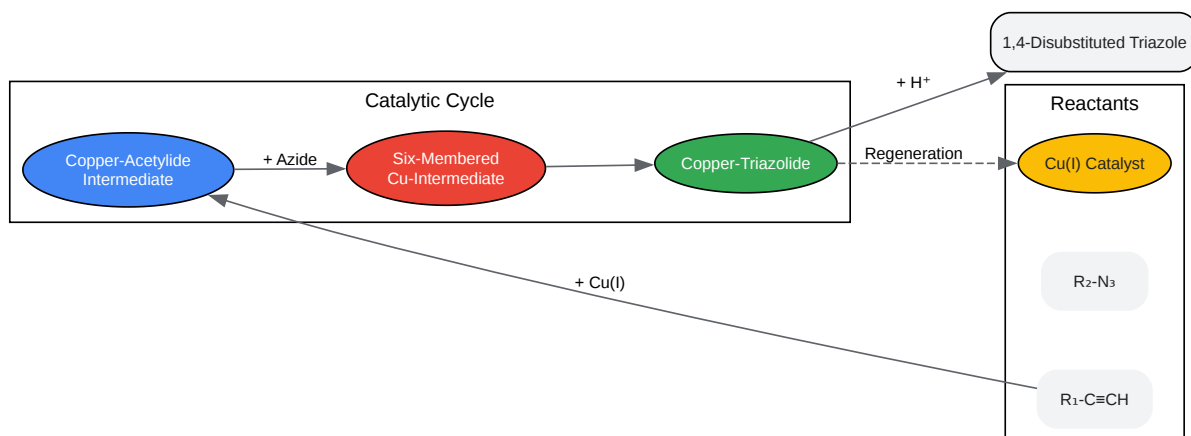 1,4-Disubstituted Triazole
+ H⁺
Catalytic Cycle
Reactants
Copper-Acetylide
Intermediate
+ Azide
Six-Membered
Cu-Intermediate
Copper-Triazolide
Regeneration
Cu(I) Catalyst
+ Cu(I)
R₂-N₃
R₁-C≡CH